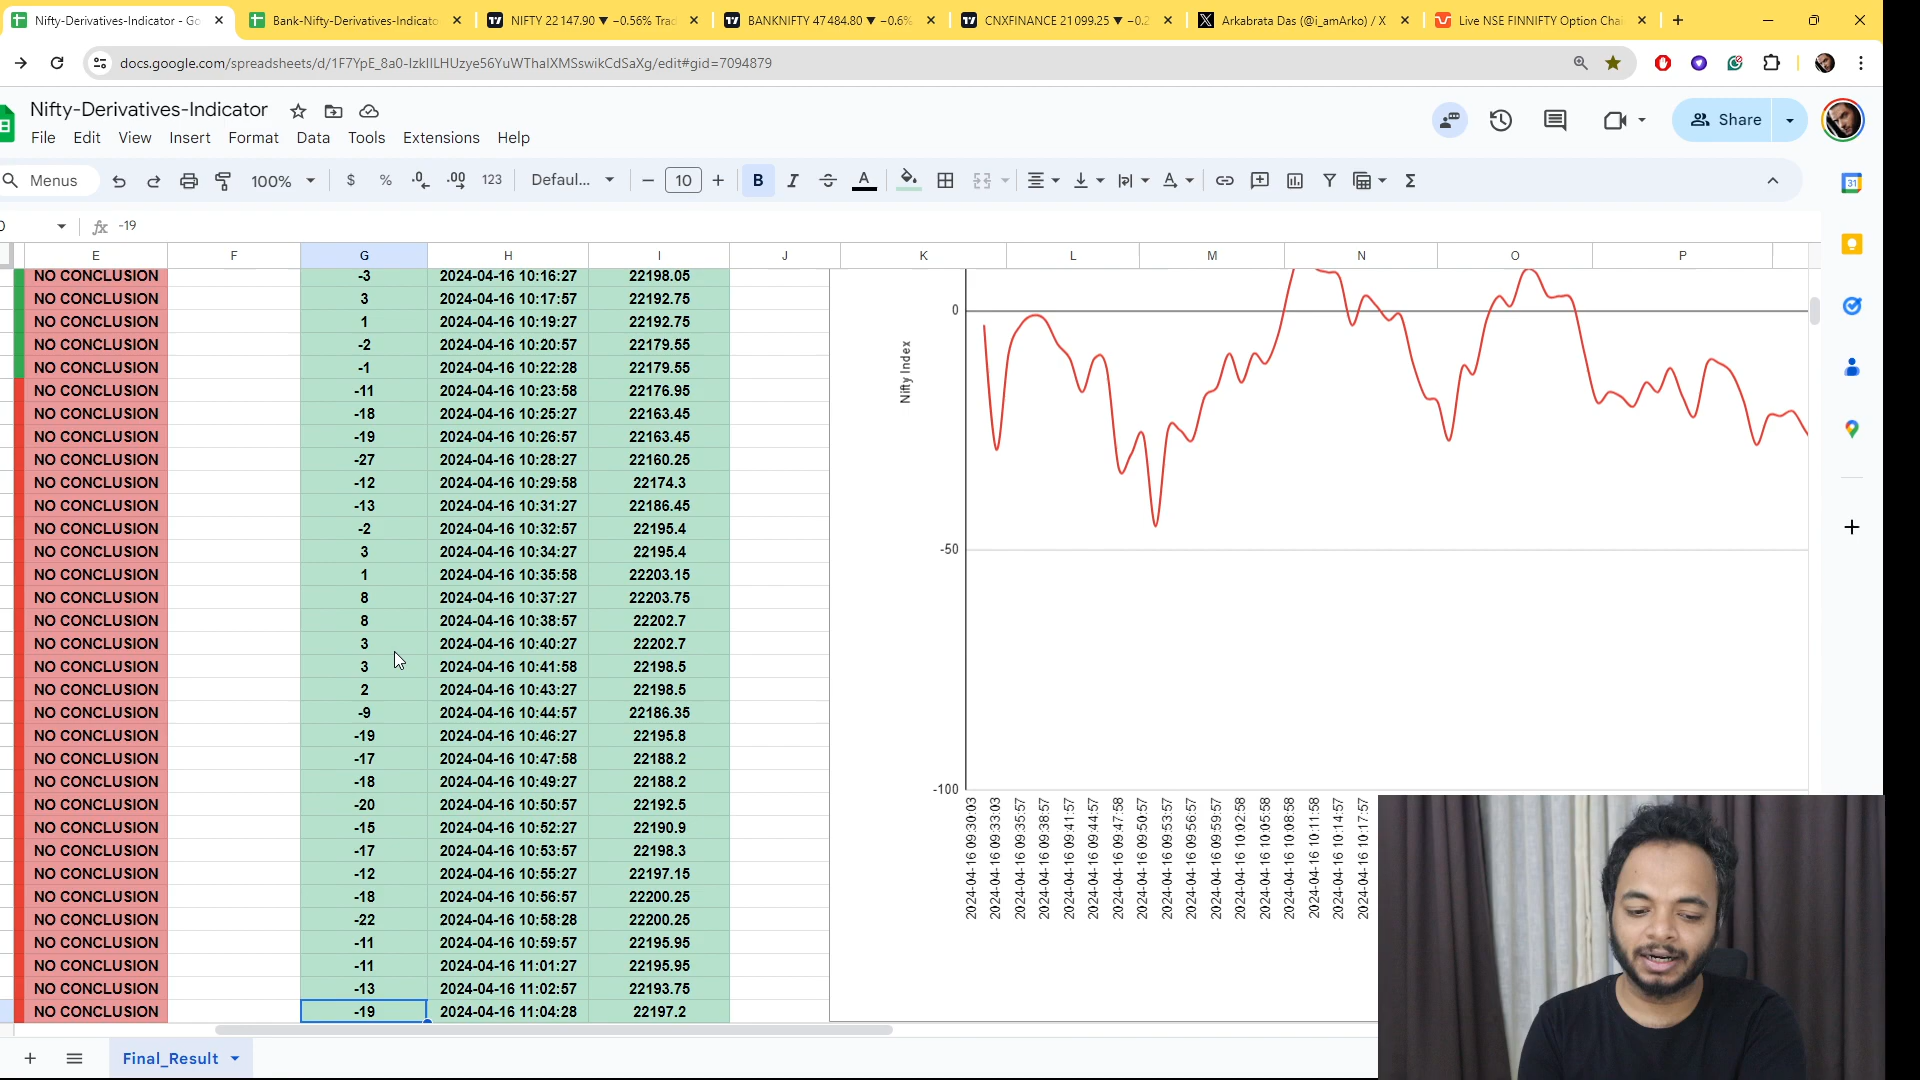 Nifty-Derivatives-Indicator - Go
Bank-Nifty-Derivatives-Indicato
NIFTY 22 147.90 ▼ −0.56% Trad
BANKNIFTY 47 484.80 ▼ −0.6%
CNXFINANCE 21 099.25 ▼ −0.2
Arkabrata Das (@i_amArko) / X
Live NSE FINNIFTY Option Chai
Nifty-Derivatives-Indicator
File Edit View Insert Format Data Tools Extensions Help
Share
Menus 100% $ % .0 .00 123 Defaul... 10 B I A Σ
fx -19
E F G H I J K L M N O P
NO CONCLUSION -3 2024-04-16 10:16:27 22198.05
NO CONCLUSION 3 2024-04-16 10:17:57 22192.75
NO CONCLUSION 1 2024-04-16 10:19:27 22192.75
NO CONCLUSION -2 2024-04-16 10:20:57 22179.55
NO CONCLUSION -1 2024-04-16 10:22:28 22179.55
NO CONCLUSION -11 2024-04-16 10:23:58 22176.95
NO CONCLUSION -18 2024-04-16 10:25:27 22163.45
NO CONCLUSION -19 2024-04-16 10:26:57 22163.45
NO CONCLUSION -27 2024-04-16 10:28:27 22160.25
NO CONCLUSION -12 2024-04-16 10:29:58 22174.3
NO CONCLUSION -13 2024-04-16 10:31:27 22186.45
NO CONCLUSION -2 2024-04-16 10:32:57 22195.4
NO CONCLUSION 3 2024-04-16 10:34:27 22195.4
NO CONCLUSION 1 2024-04-16 10:35:58 22203.15
NO CONCLUSION 8 2024-04-16 10:37:27 22203.75
NO CONCLUSION 8 2024-04-16 10:38:57 22202.7
NO CONCLUSION 3 2024-04-16 10:40:27 22202.7
NO CONCLUSION 3 2024-04-16 10:41:58 22198.5
NO CONCLUSION 2 2024-04-16 10:43:27 22198.5
NO CONCLUSION -9 2024-04-16 10:44:57 22186.35
NO CONCLUSION -19 2024-04-16 10:46:27 22195.8
NO CONCLUSION -17 2024-04-16 10:47:58 22188.2
NO CONCLUSION -18 2024-04-16 10:49:27 22188.2
NO CONCLUSION -20 2024-04-16 10:50:57 22192.5
NO CONCLUSION -15 2024-04-16 10:52:27 22190.9
NO CONCLUSION -17 2024-04-16 10:53:57 22198.3
NO CONCLUSION -12 2024-04-16 10:55:27 22197.15
NO CONCLUSION -18 2024-04-16 10:56:57 22200.25
NO CONCLUSION -22 2024-04-16 10:58:28 22200.25
NO CONCLUSION -11 2024-04-16 10:59:57 22195.95
NO CONCLUSION -11 2024-04-16 11:01:27 22195.95
NO CONCLUSION -13 2024-04-16 11:02:57 22193.75
NO CONCLUSION -19 2024-04-16 11:04:28 22197.2
Nifty Index
0
-50
-100
2024-04-16 09:30:03
2024-04-16 09:33:03
2024-04-16 09:35:57
2024-04-16 09:38:57
2024-04-16 09:41:57
2024-04-16 09:44:57
2024-04-16 09:47:58
2024-04-16 09:50:57
2024-04-16 09:53:57
2024-04-16 09:56:57
2024-04-16 09:59:57
2024-04-16 10:02:58
2024-04-16 10:05:58
2024-04-16 10:08:58
2024-04-16 10:11:58
2024-04-16 10:14:57
2024-04-16 10:17:57
31
Final_Result